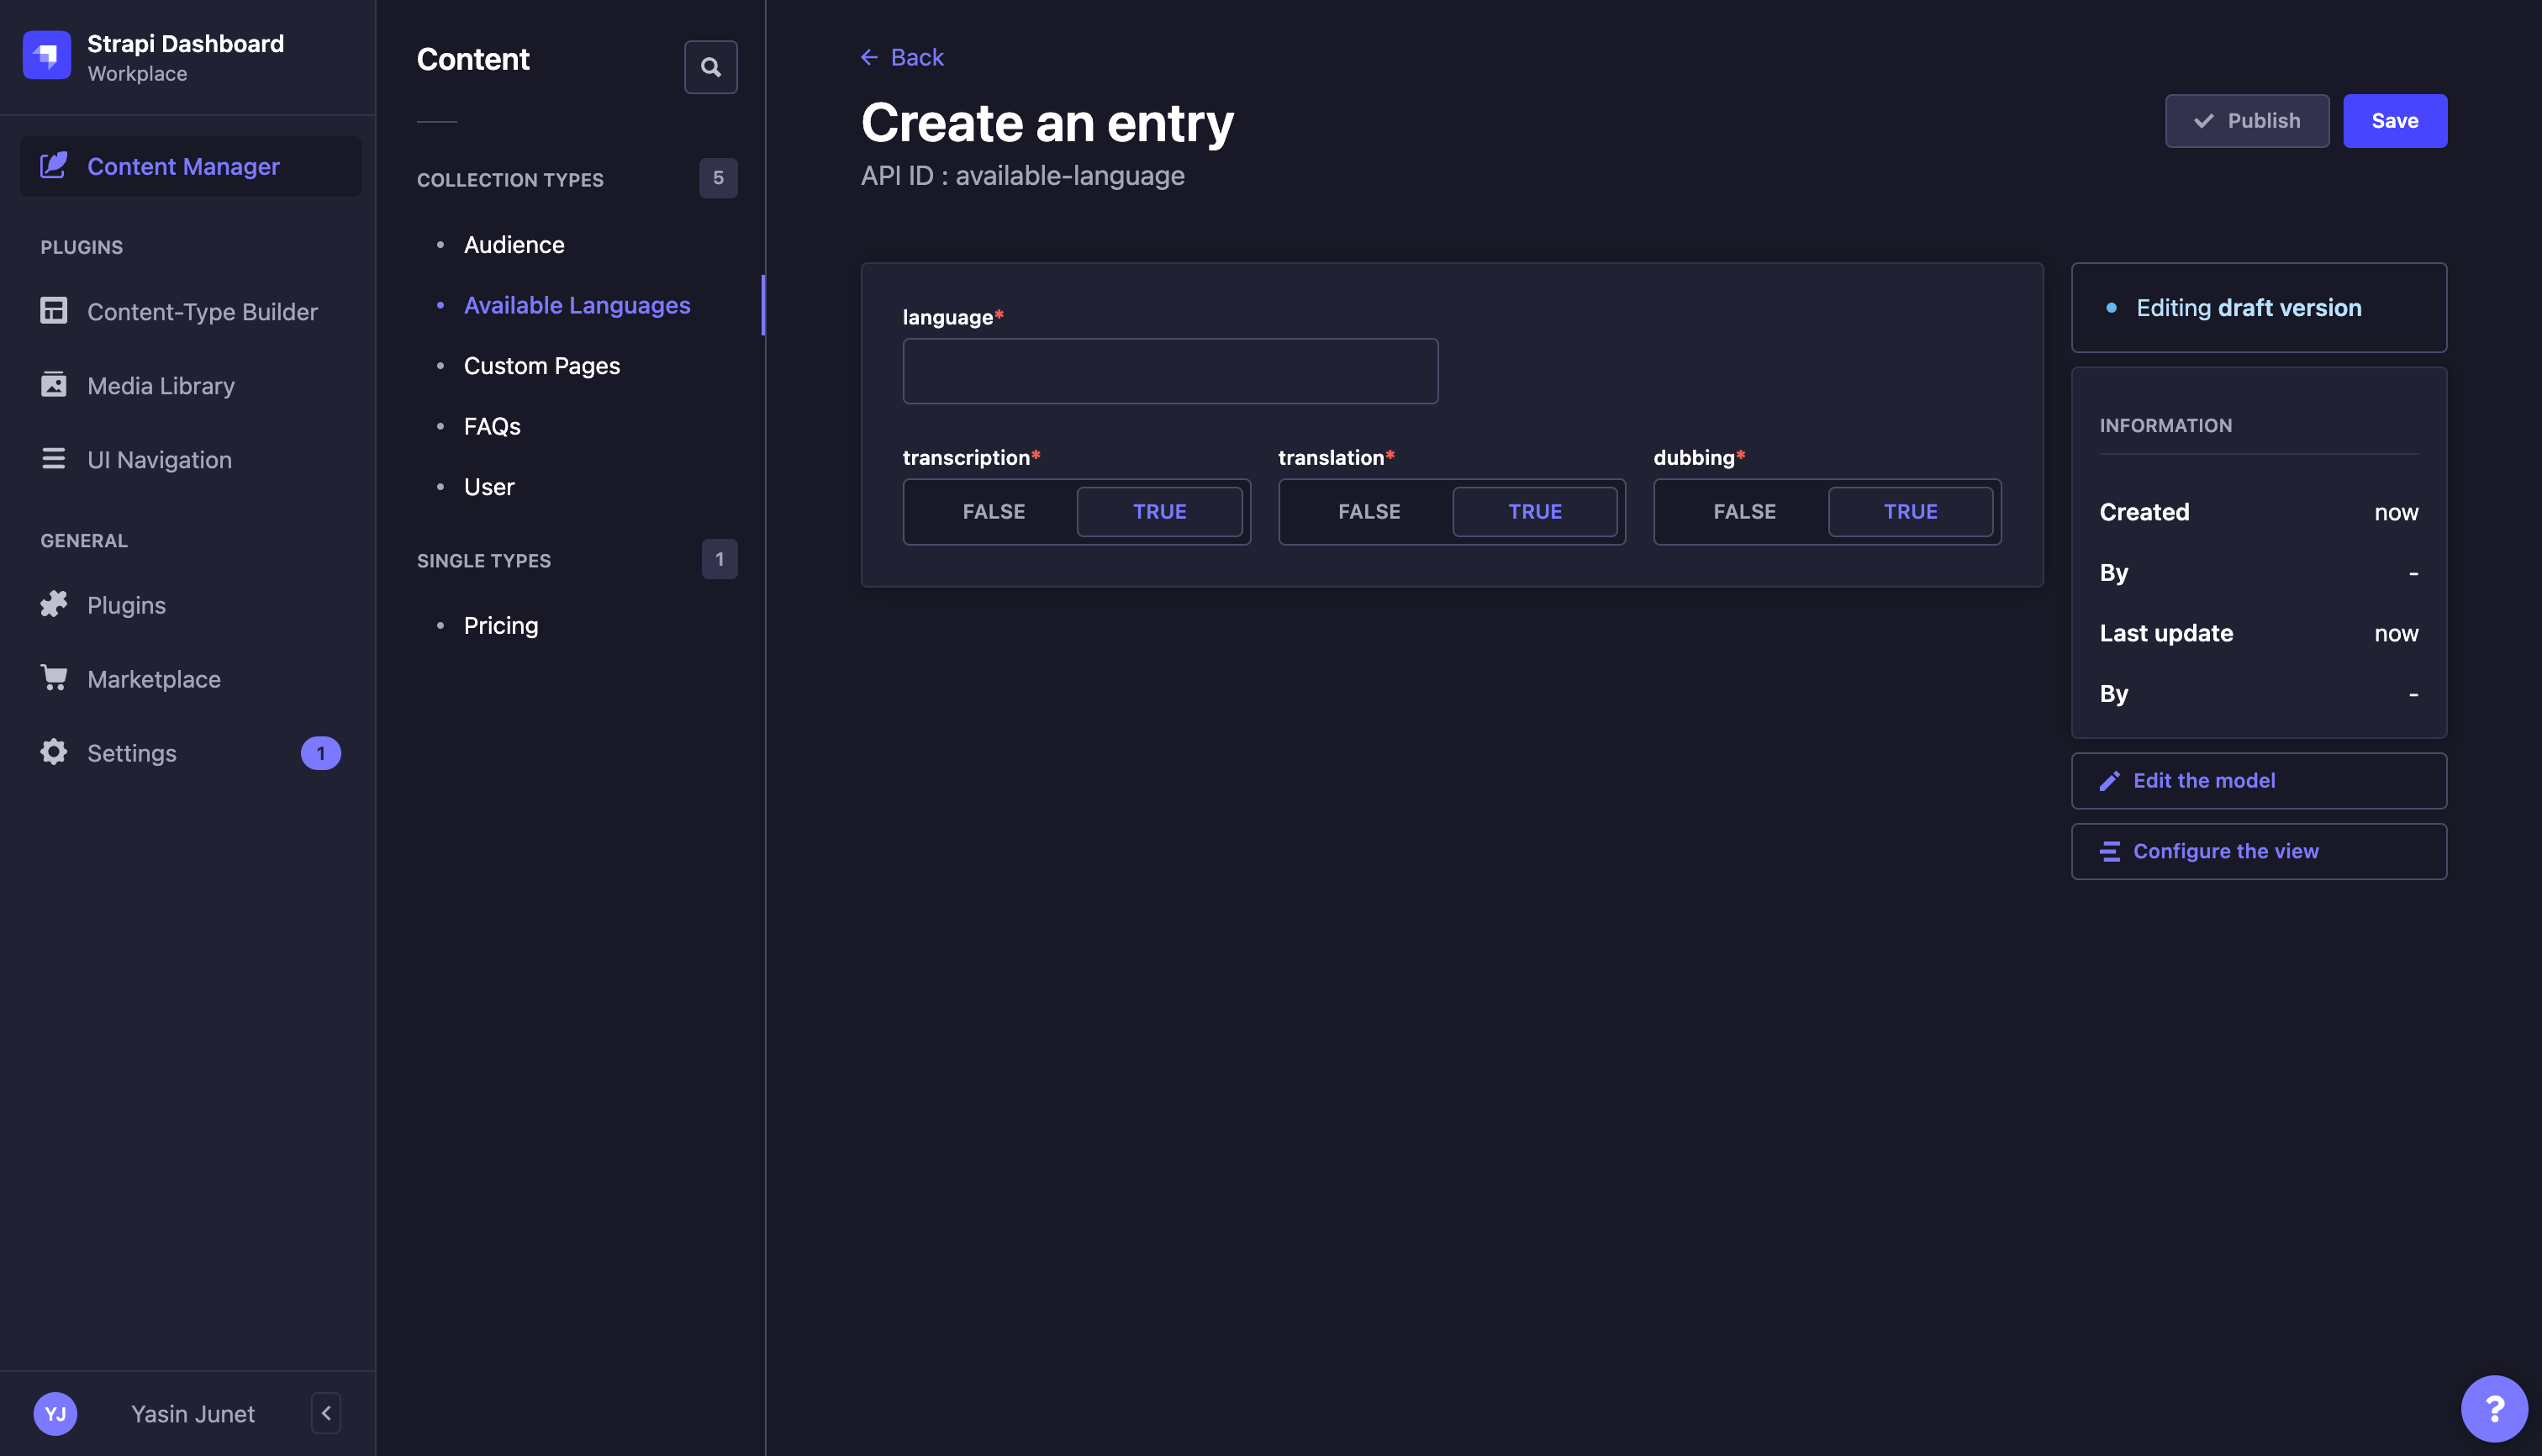 Strapi Dashboard
Workplace
Content Manager
PLUGINS
Content-Type Builder
Media Library
UI Navigation
GENERAL
Plugins
Marketplace
Settings
1
YJ
Yasin Junet
Content
COLLECTION TYPES
5
Audience
Available Languages
Custom Pages
FAQs
User
SINGLE TYPES
1
Pricing
Back
Create an entry
API ID : available-language
Publish
Save
language*
transcription*
translation*
dubbing*
FALSE
TRUE
FALSE
TRUE
FALSE
TRUE
Editing draft version
INFORMATION
Created
now
By
-
Last update
now
By
-
Edit the model
Configure the view
?